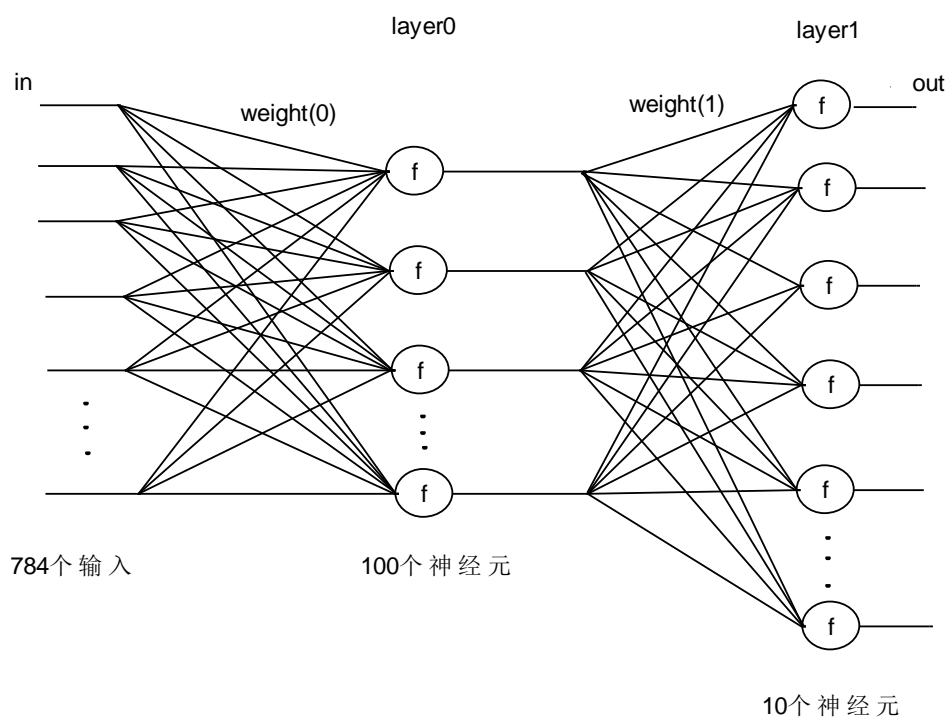 layer0
layer1
in
out
weight(0)
weight(1)
f
f
f
f
f
f
f
f
f
f
784个输入
100个神经元
10个神经元